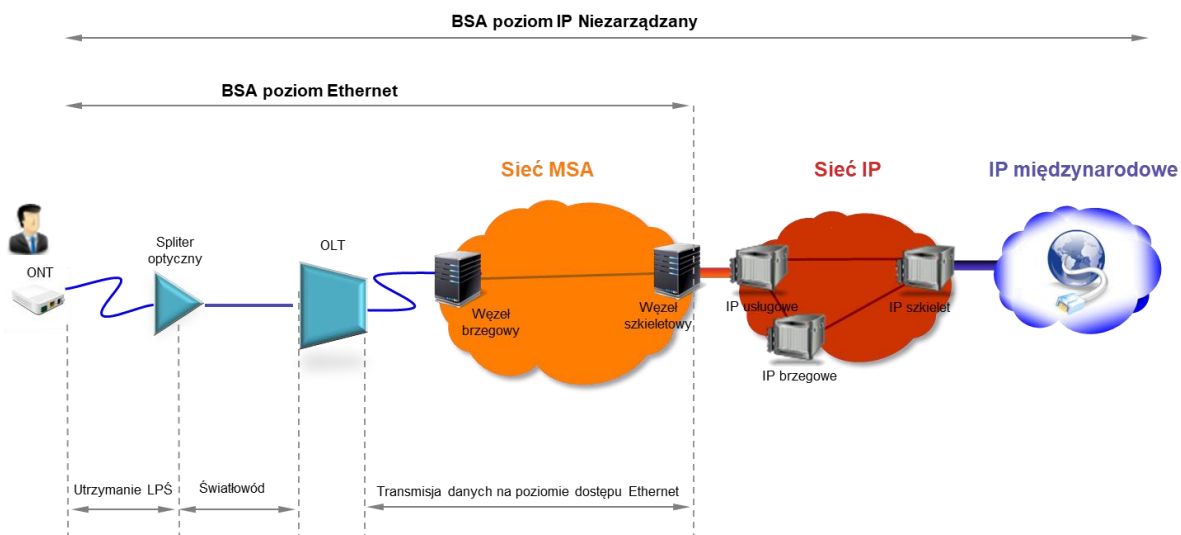 BSA poziom IP Niezarządzany
BSA poziom Ethernet
Sieć MSA
Sieć IP
IP międzynarodowe
Spliter
optyczny
OLT
ONT
Węzeł
brzegowy
Węzeł
szkieletowy
IP usługowe
IP szkielet
IP brzegowe
Utrzymanie LPŚ
Światłowód
Transmisja danych na poziomie dostępu Ethernet